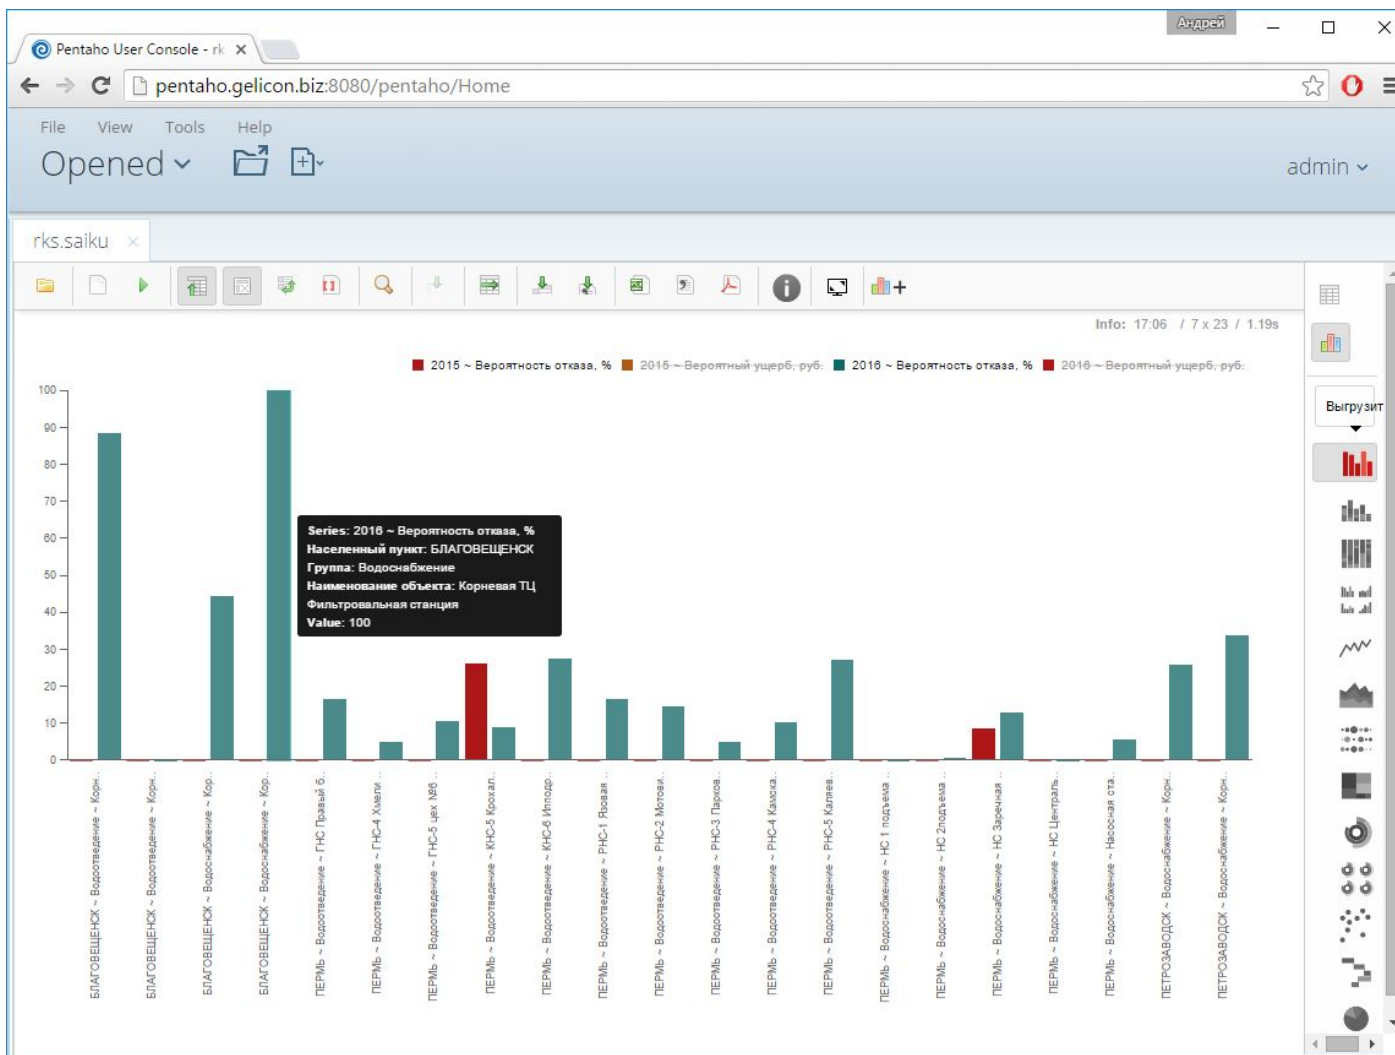 Андрей
Pentaho User Console - rk
pentaho.gelicon.biz:8080/pentaho/Home
File View Tools Help
Opened
admin
rks.saiku
Info: 17:06 / 7 x 23 / 1.19s
2015 ~ Вероятность отказа, % 2015 ~ Вероятный ущерб, руб. 2016 ~ Вероятность отказа, % 2016 ~ Вероятный ущерб, руб.
Выгрузит
100
90
80
70
60
50
40
30
20
10
0
Series: 2016 ~ Вероятность отказа, %
Населенный пункт: БЛАГОВЕЩЕНСК
Группа: Водоснабжение
Наименование объекта: Корневая ТЦ
Фильтровальная станция
Value: 100
БЛАГОВЕЩЕНСК ~ Водоотведение ~ Корн..
БЛАГОВЕЩЕНСК ~ Водоотведение ~ Корн..
БЛАГОВЕЩЕНСК ~ Водоснабжение ~ Кор..
БЛАГОВЕЩЕНСК ~ Водоснабжение ~ Кор..
ПЕРМЬ ~ Водоотведение ~ ГНС Правый б..
ПЕРМЬ ~ Водоотведение ~ ГНС-4 Хмели ..
ПЕРМЬ ~ Водоотведение ~ ГНС-5 цех №6 ..
ПЕРМЬ ~ Водоотведение ~ КНС-5 Крохал..
ПЕРМЬ ~ Водоотведение ~ КНС-6 Ипподр..
ПЕРМЬ ~ Водоотведение ~ РНС-1 Язовая ..
ПЕРМЬ ~ Водоотведение ~ РНС-2 Мотови..
ПЕРМЬ ~ Водоотведение ~ РНС-3 Парков..
ПЕРМЬ ~ Водоотведение ~ РНС-4 Камска..
ПЕРМЬ ~ Водоотведение ~ РНС-5 Каляев..
ПЕРМЬ ~ Водоснабжение ~ НС 1 подъема ..
ПЕРМЬ ~ Водоснабжение ~ НС 2подъема ..
ПЕРМЬ ~ Водоснабжение ~ НС Заречная ..
ПЕРМЬ ~ Водоснабжение ~ НС Централь..
ПЕРМЬ ~ Водоснабжение ~ Насосная ста..
ПЕТРОЗАВОДСК ~ Водоснабжение ~ Корн..
ПЕТРОЗАВОДСК ~ Водоснабжение ~ Корн..